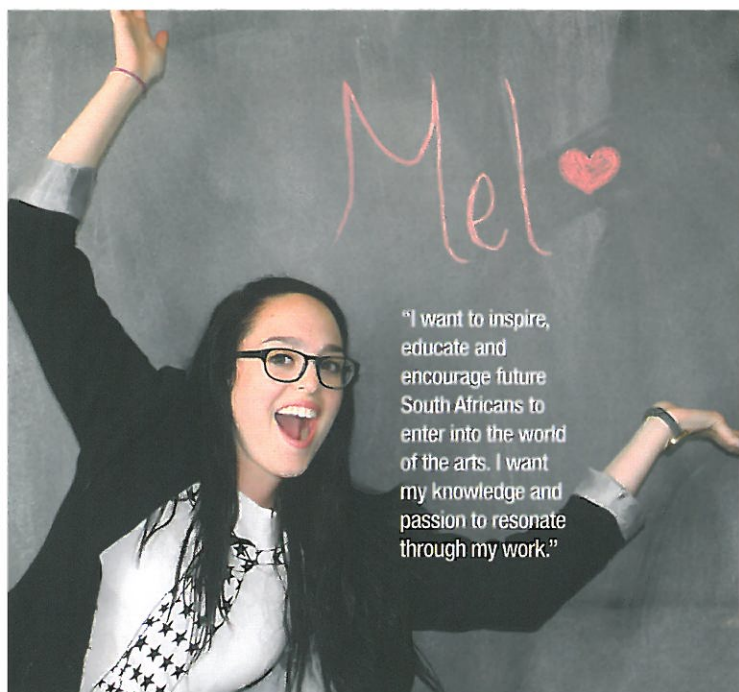 Mel
“I want to inspire,
educate and
encourage future
South Africans to
enter into the world
of the arts. I want
my knowledge and
passion to resonate
through my work.”